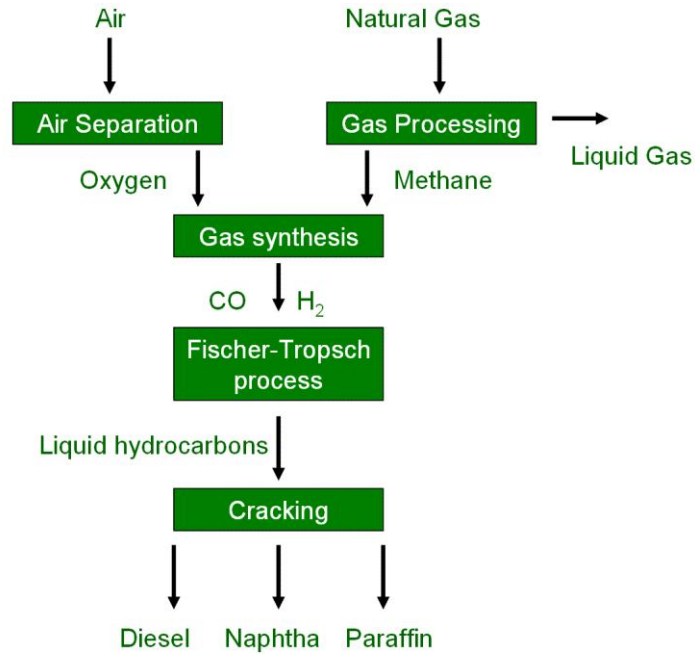 Air
Natural Gas
Air Separation
Gas Processing
Liquid Gas
Oxygen
Methane
Gas synthesis
CO H₂
Fischer-Tropsch
process
Liquid hydrocarbons
Cracking
Diesel Naphtha Paraffin